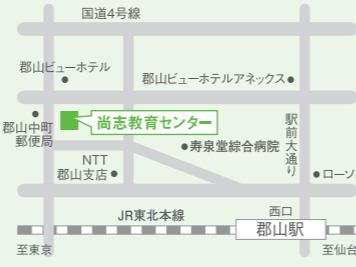 国道4号線
郡山ビューホテル
郡山ビューホテルアネックス
尚志教育センター
郡山中町
郵便局
駅前大通り
寿泉堂綜合病院
NTT
郡山支店
ローソ
JR東北本線
西口
郡山駅
至東京
至仙台